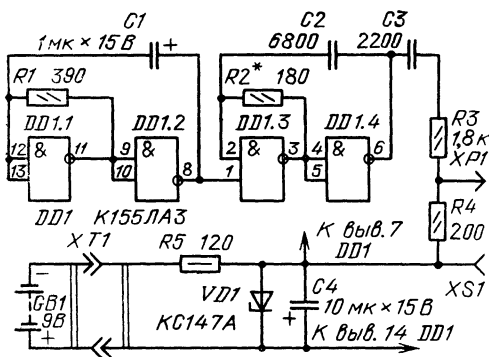 C1
1 мк × 15 В
+
C2
6800
C3
2200
R1 390
R2* 180
DD1.1
DD1.2
DD1.3
DD1.4
R3
1,8 к
XP1
&
&
&
&
12
13
11
9
10
8
2
1
3
4
5
6
DD1
К155ЛА3
R4
200
XT1
R5 120
К выв. 7
DD1
XS1
−
GB1
9В
+
VD1
КС147А
C4
+
10 мк × 15 В
К выв. 14 DD1